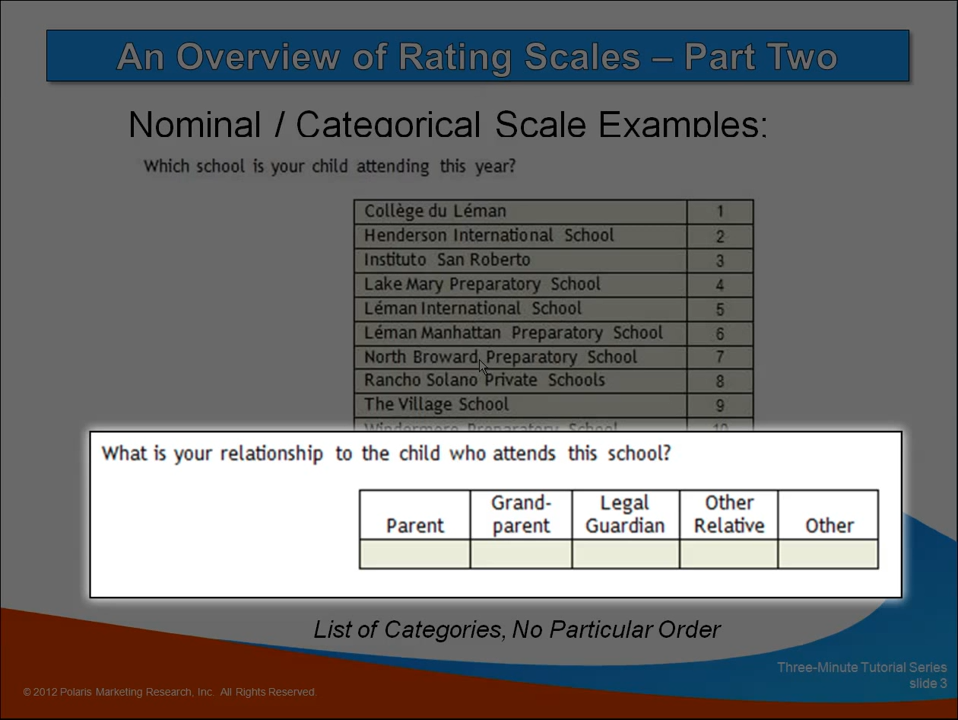 An Overview of Rating Scales – Part Two
Nominal / Categorical Scale Examples:
Which school is your child attending this year?
Collège du Léman 1
Henderson International School 2
Instituto San Roberto 3
Lake Mary Preparatory School 4
Léman International School 5
Léman Manhattan Preparatory School 6
North Broward Preparatory School 7
Rancho Solano Private Schools 8
The Village School 9
Windermere Preparatory School 10
What is your relationship to the child who attends this school?
Parent
Grand-
parent
Legal
Guardian
Other
Relative
Other
List of Categories, No Particular Order
Three-Minute Tutorial Series
slide 3
© 2012 Polaris Marketing Research, Inc. All Rights Reserved.